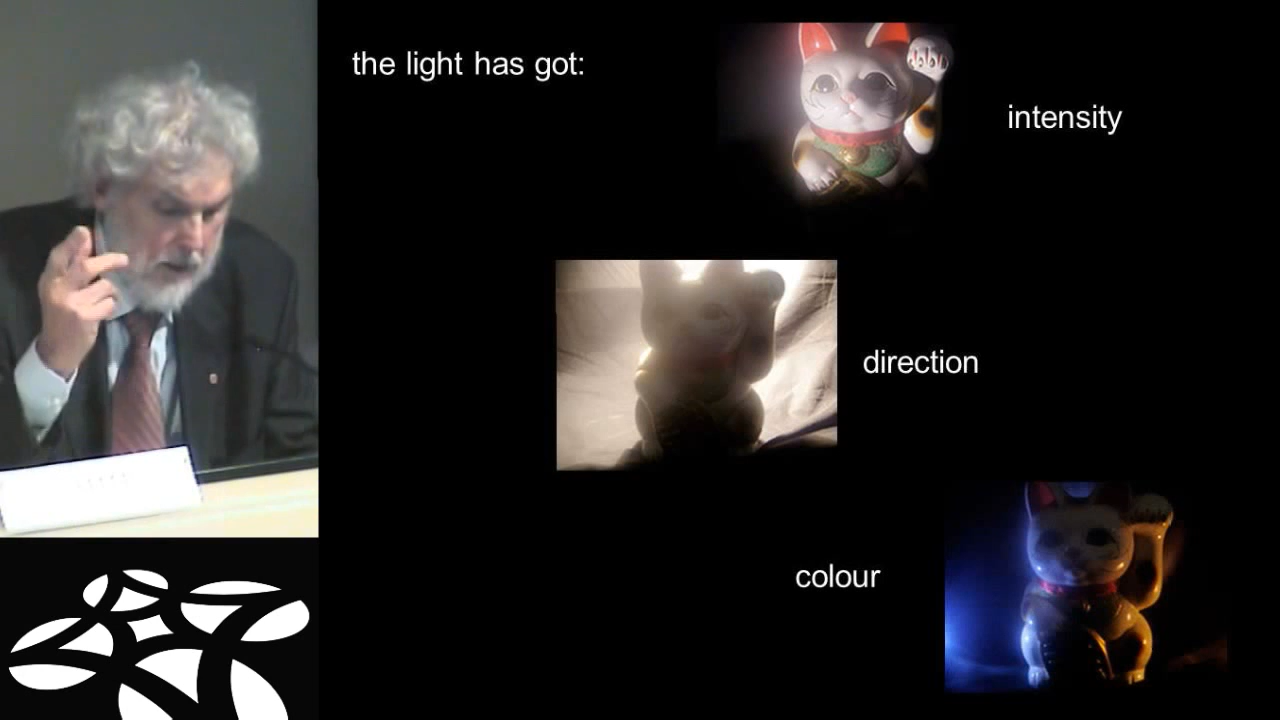 the light has got:
intensity
direction
colour